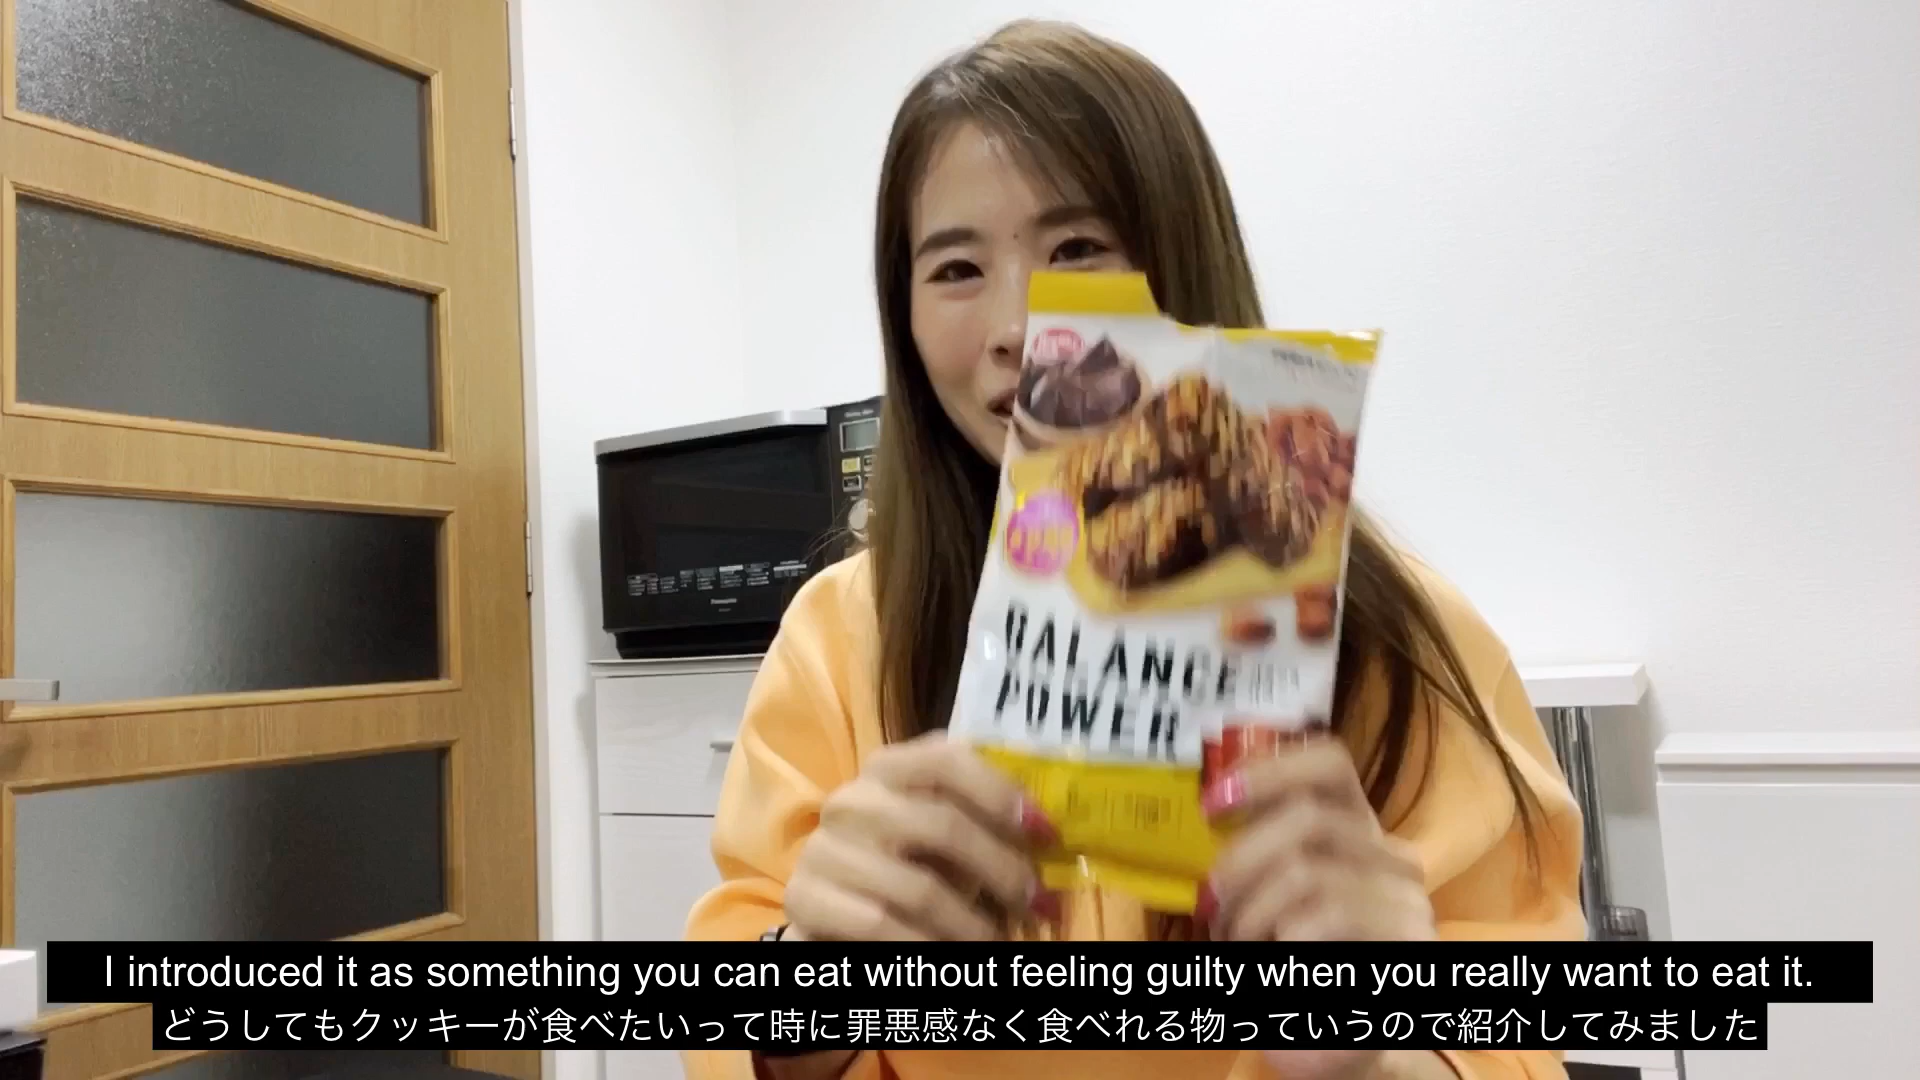 BALANCE
POWER
I introduced it as something you can eat without feeling guilty when you really want to eat it.
どうしてもクッキーが食べたいって時に罪悪感なく食べれる物っていうので紹介してみました